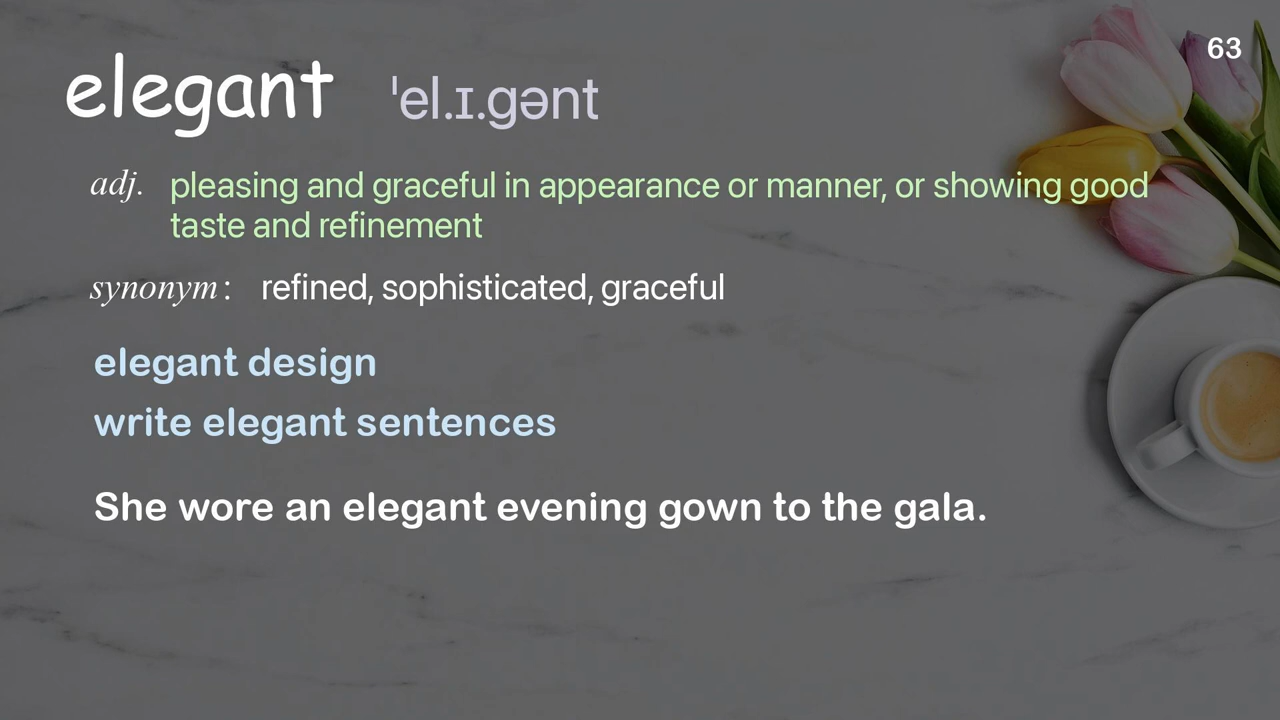 63
elegant ˈel.ɪ.gənt
adj. pleasing and graceful in appearance or manner, or showing good
taste and refinement
synonym: refined, sophisticated, graceful
elegant design
write elegant sentences
She wore an elegant evening gown to the gala.